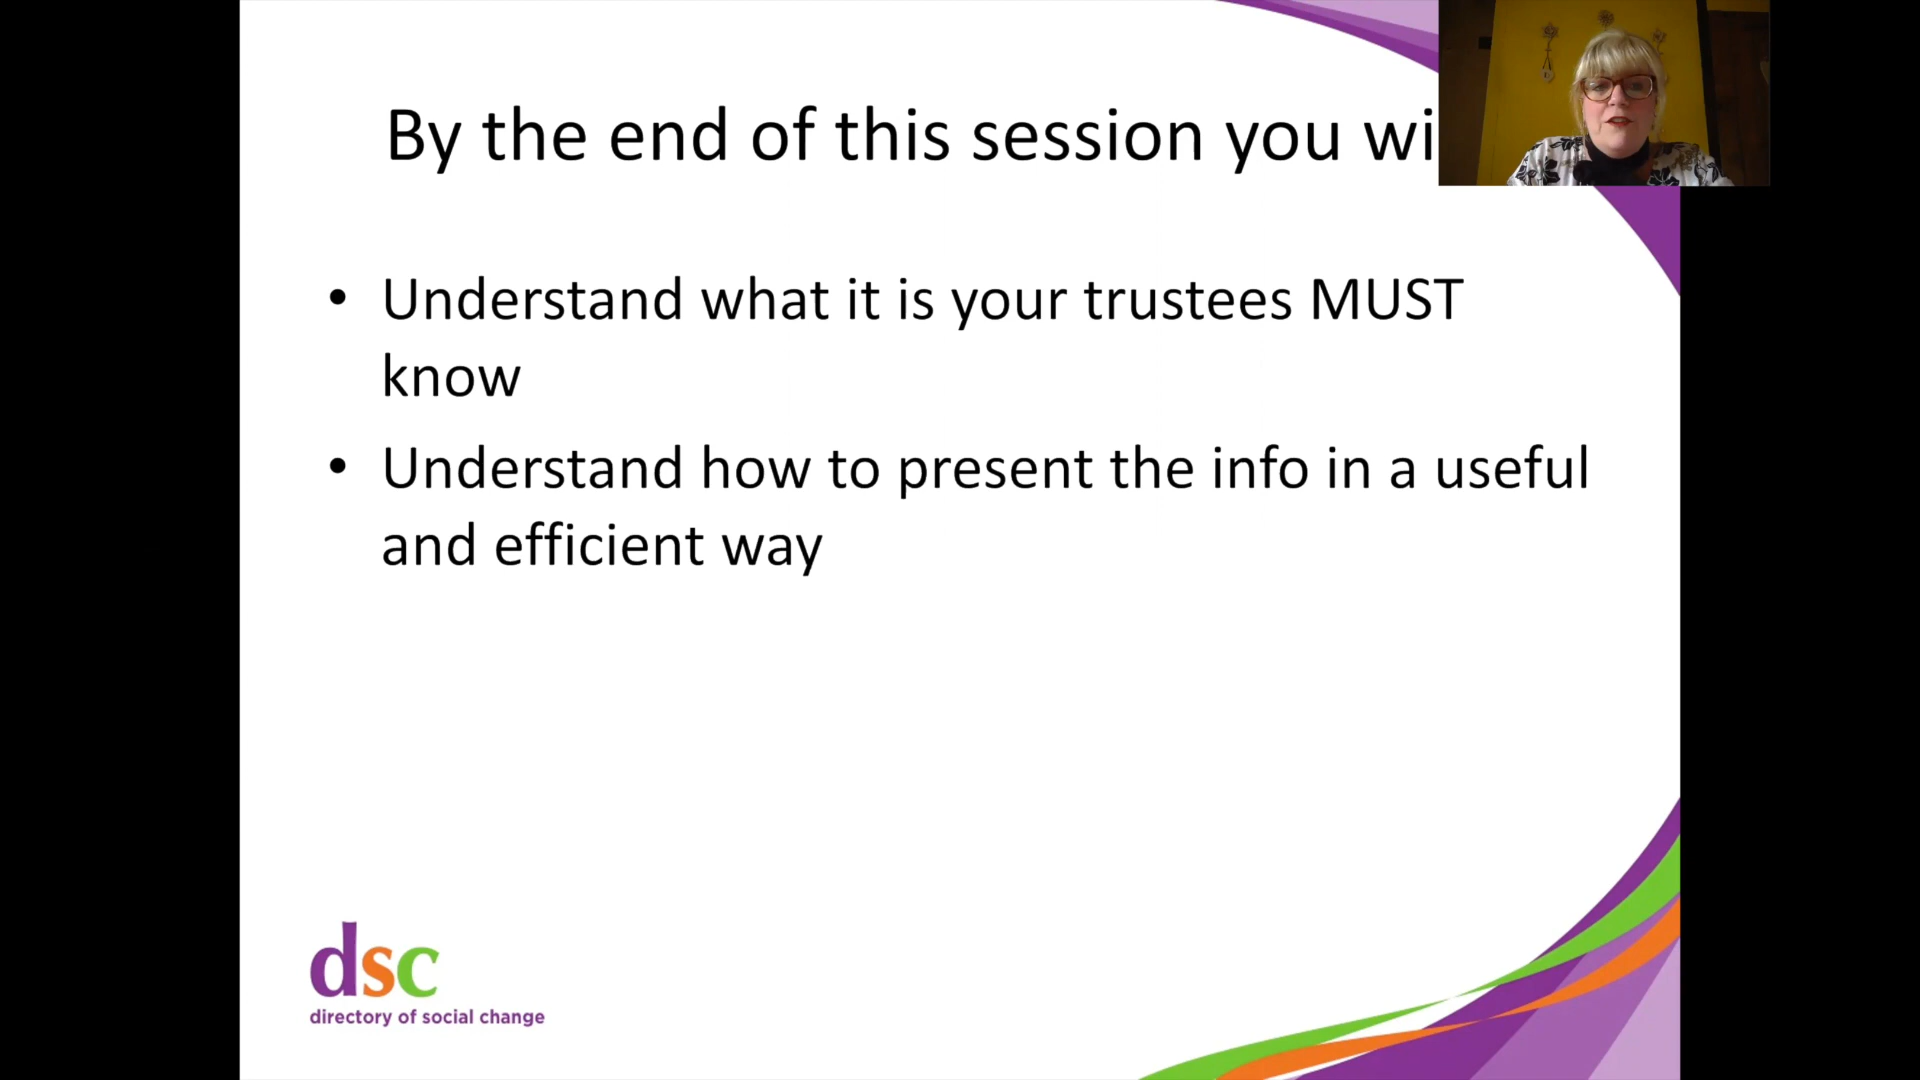 By the end of this session you wi
• Understand what it is your trustees MUST
know
• Understand how to present the info in a useful
and efficient way
dsc
directory of social change